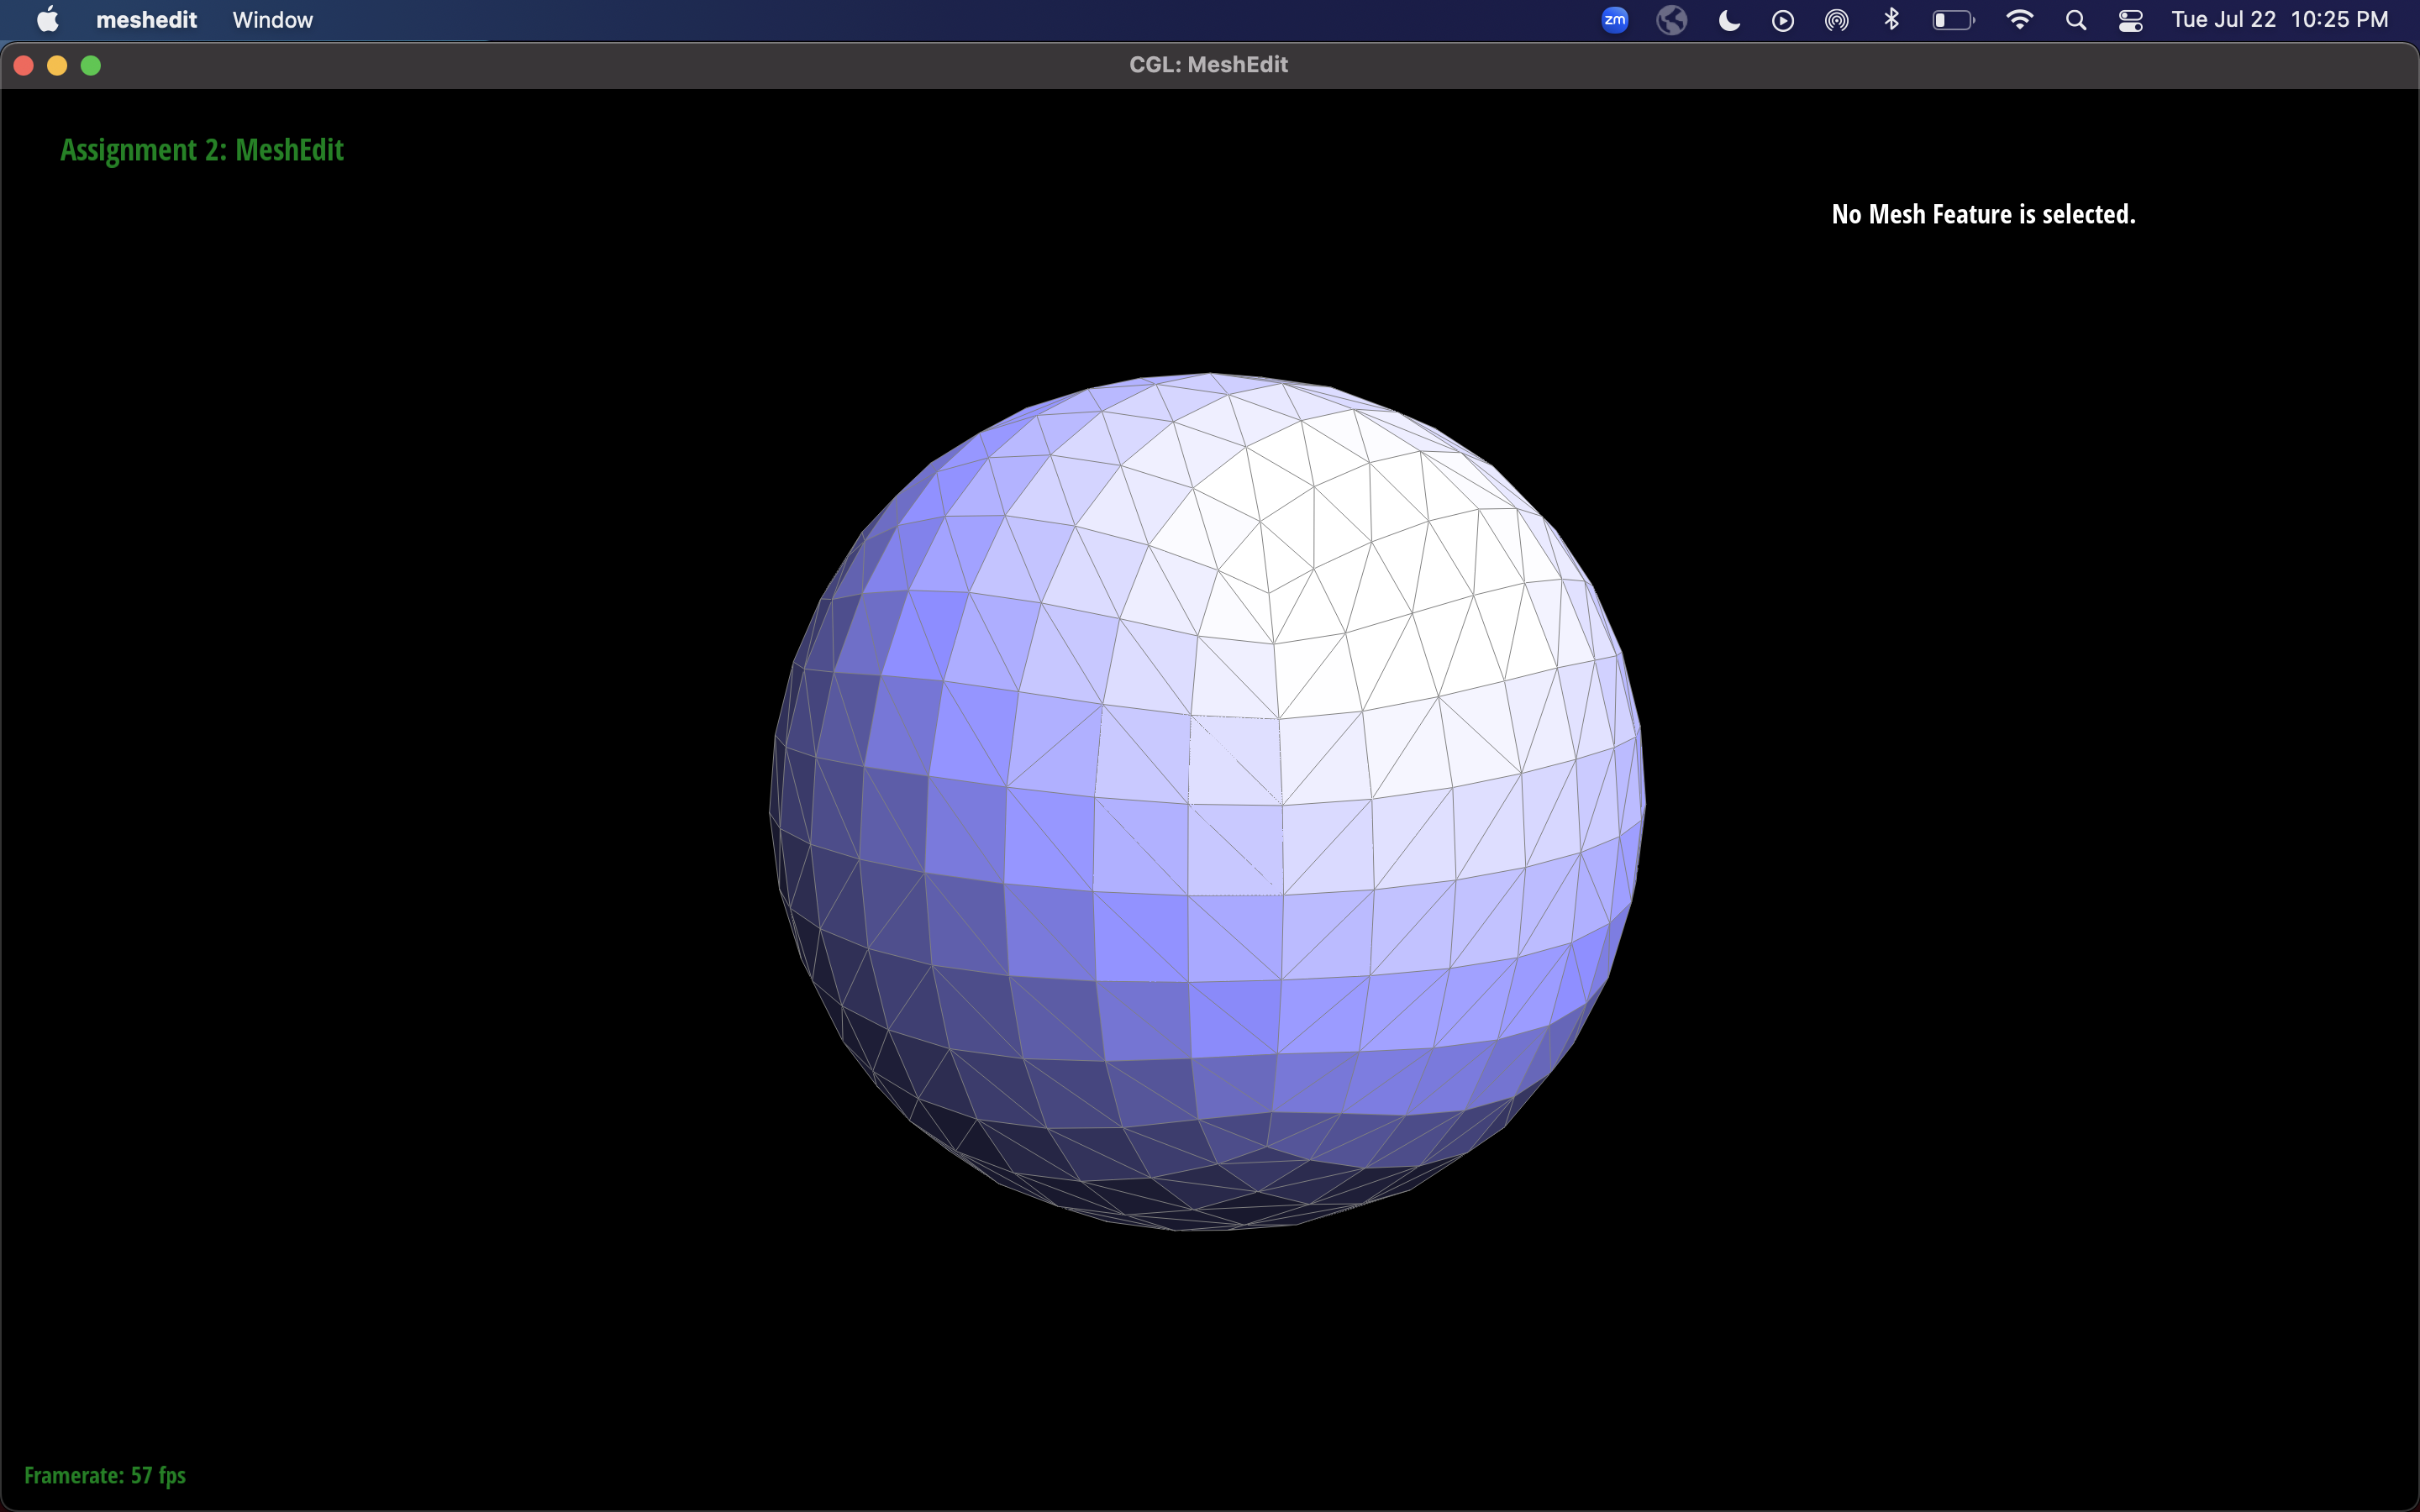 meshedit Window zm Tue Jul 22 10:25 PM
CGL: MeshEdit
Assignment 2: MeshEdit
No Mesh Feature is selected.
Framerate: 57 fps